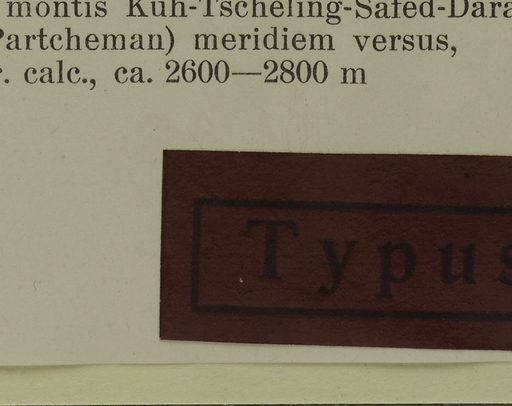 montis Kuh-Tscheling-Safed-Dara
Partcheman) meridiem versus,
r. calc., ca. 2600—2800 m
Typus